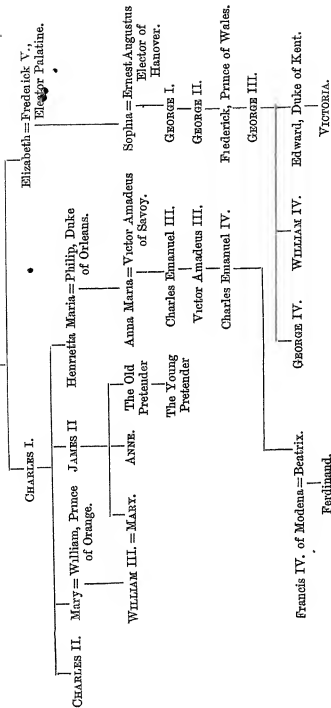 CHARLES I.
Elizabeth = Frederick V.,
Elector Palatine.
CHARLES II.
Mary = William, Prince
of Orange.
JAMES II
Henrietta Maria = Philip, Duke
of Orleans.
Sophia = Ernest Augustus
Elector of
Hanover.
WILLIAM III. = MARY.
ANNE.
The Old
Pretender
The Young
Pretender
Anna Maria = Victor Amadeus
of Savoy.
GEORGE I.
Charles Emanuel III.
GEORGE II.
Victor Amadeus III.
Frederick, Prince of Wales.
Charles Emanuel IV.
GEORGE III.
Francis IV. of Modena = Beatrix.
Ferdinand.
GEORGE IV.
WILLIAM IV.
Edward, Duke of Kent.
VICTORIA.